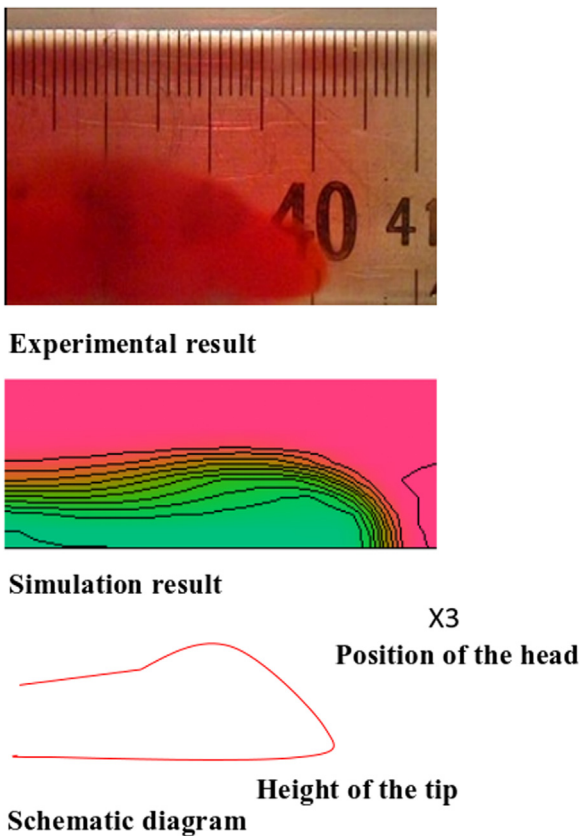 40 41
Experimental result
Simulation result
X3
Position of the head
Height of the tip
Schematic diagram